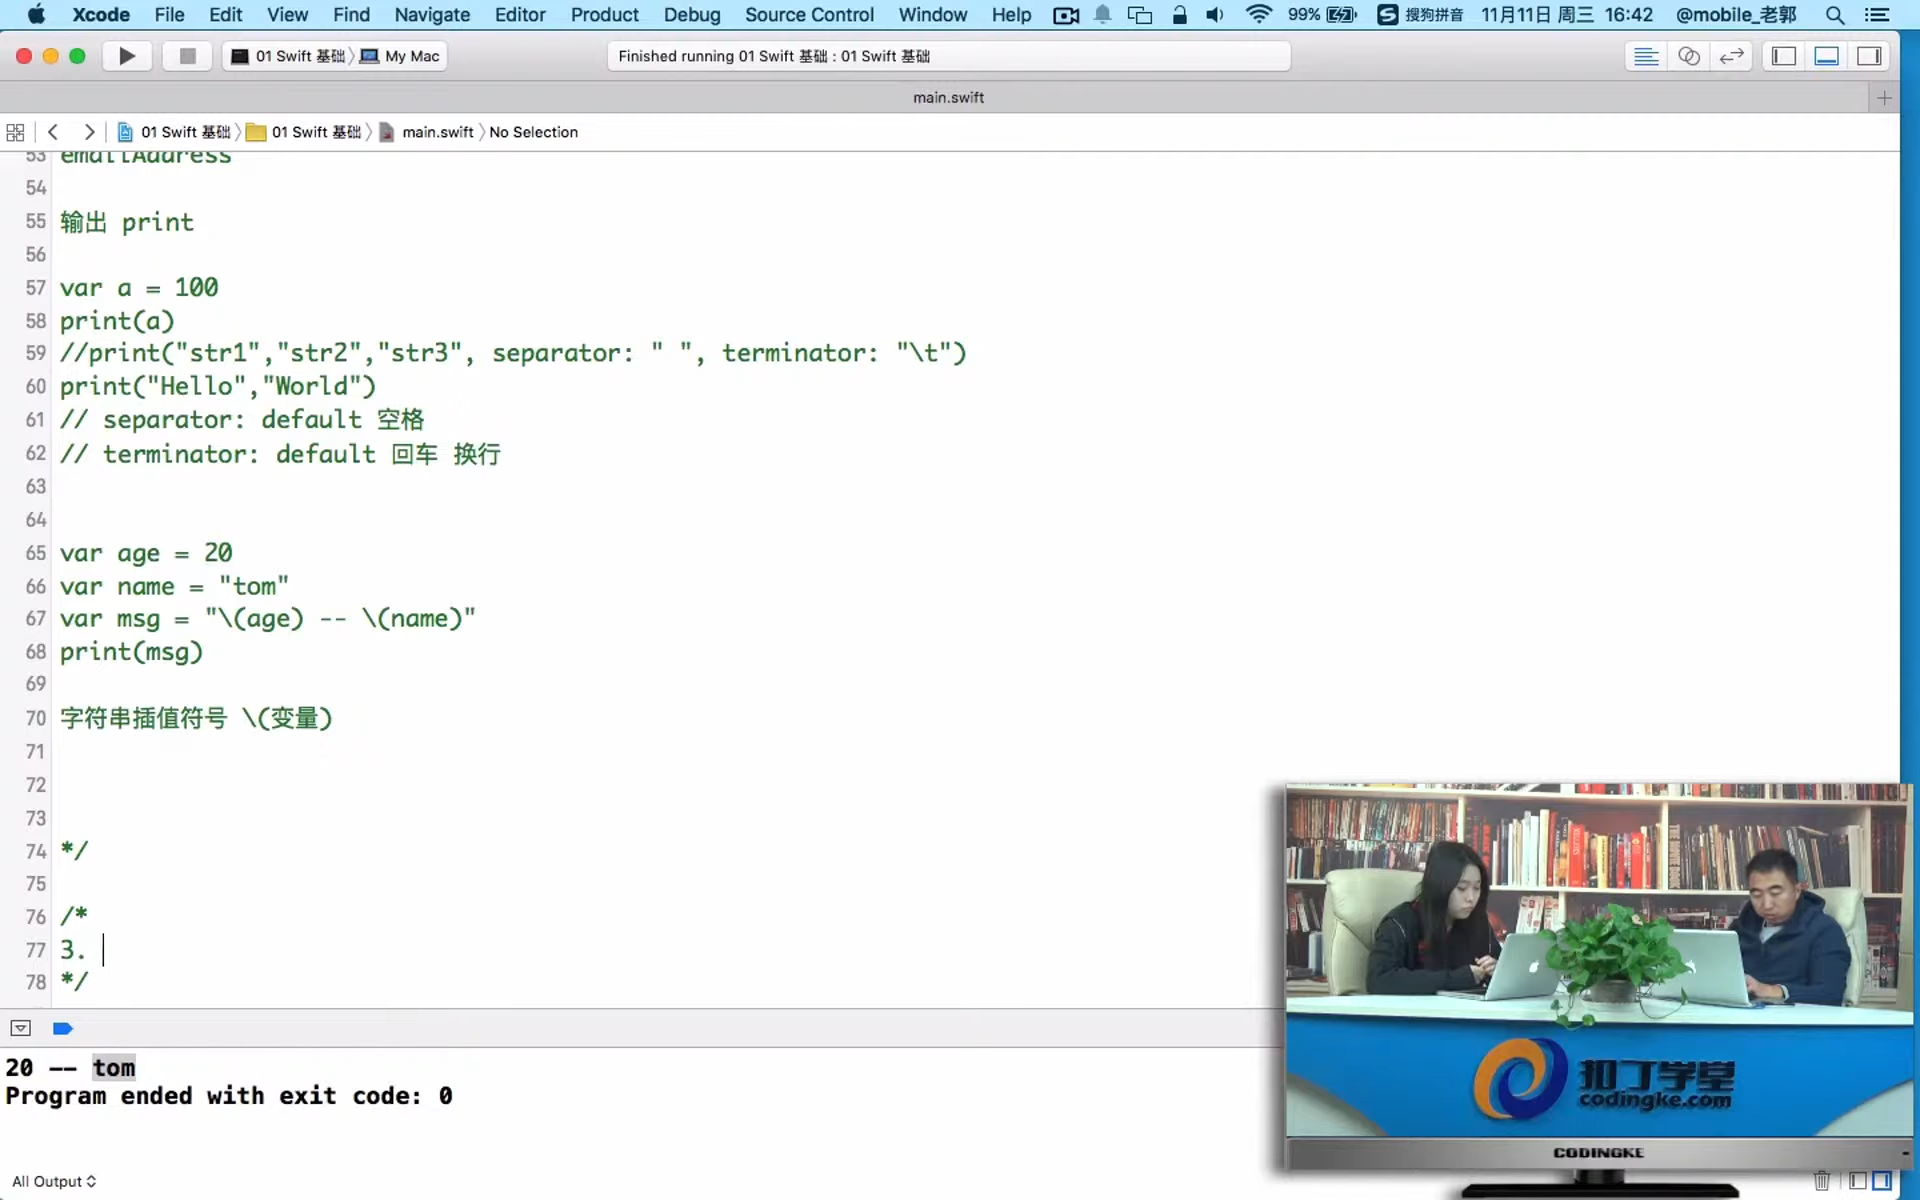 Xcode File Edit View Find Navigate Editor Product Debug Source Control Window Help 99% 搜狗拼音 11月11日 周三 16:42 @mobile_老郭
01 Swift 基础 My Mac Finished running 01 Swift 基础 : 01 Swift 基础
main.swift
01 Swift 基础 01 Swift 基础 main.swift No Selection
53 emailAddress
54
55 输出 print
56
57 var a = 100
58 print(a)
59 //print("str1","str2","str3", separator: " ", terminator: "\t")
60 print("Hello","World")
61 // separator: default 空格
62 // terminator: default 回车 换行
63
64
65 var age = 20
66 var name = "tom"
67 var msg = "\(age) -- \(name)"
68 print(msg)
69
70 字符串插值符号 \(变量)
71
72
73
74 */
75
76 /*
77 3.
78 */
20 -- tom
Program ended with exit code: 0
All Output
扣丁学堂
codingke.com
CODINGKE